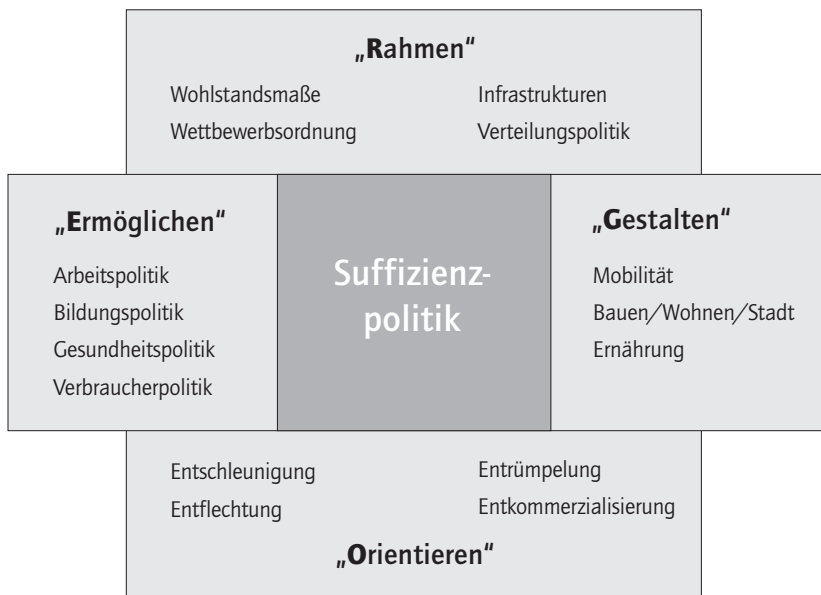 „Rahmen“
Wohlstandsmaße
Wettbewerbsordnung
Infrastrukturen
Verteilungspolitik
„Ermöglichen“
Arbeitspolitik
Bildungspolitik
Gesundheitspolitik
Verbraucherpolitik
Suffizienz-
politik
„Gestalten“
Mobilität
Bauen/Wohnen/Stadt
Ernährung
Entschleunigung
Entflechtung
Entrümpelung
Entkommerzialisierung
„Orientieren“